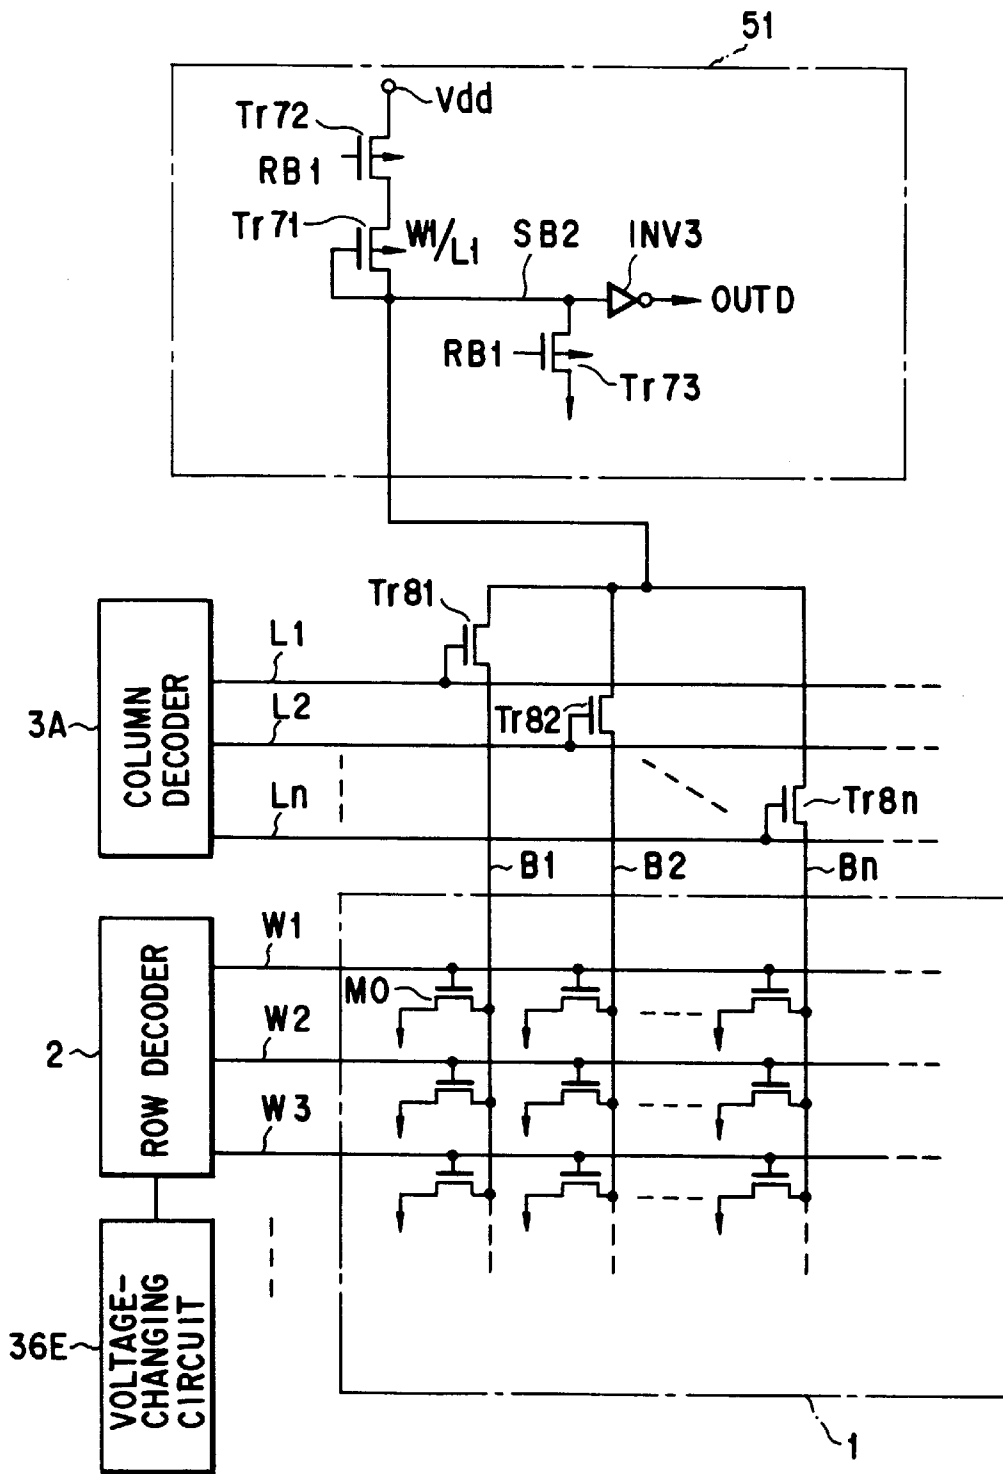 51
Vdd
Tr72
RB1
Tr71
W1/L1
SB2
INV3
OUTD
RB1
Tr73
Tr81
L1
3A
COLUMN
DECODER
L2
Tr82
Ln
Tr8n
B1
B2
Bn
W1
M0
2
ROW DECODER
W2
W3
36E
VOLTAGE-
CHANGING
CIRCUIT
1